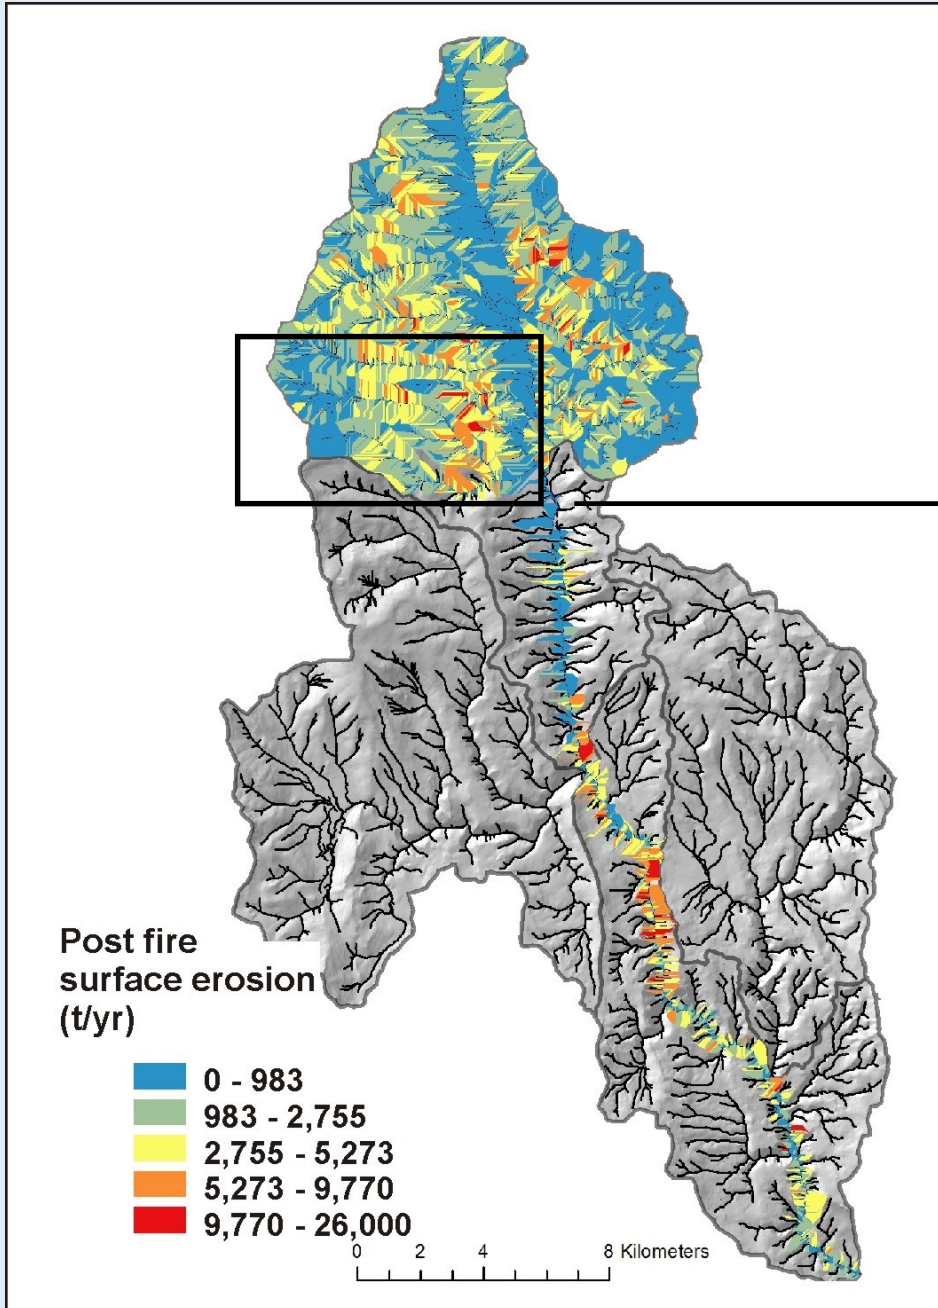 Post fire
surface erosion
(t/yr)
0 - 983
983 - 2,755
2,755 - 5,273
5,273 - 9,770
9,770 - 26,000
0 2 4 8 Kilometers